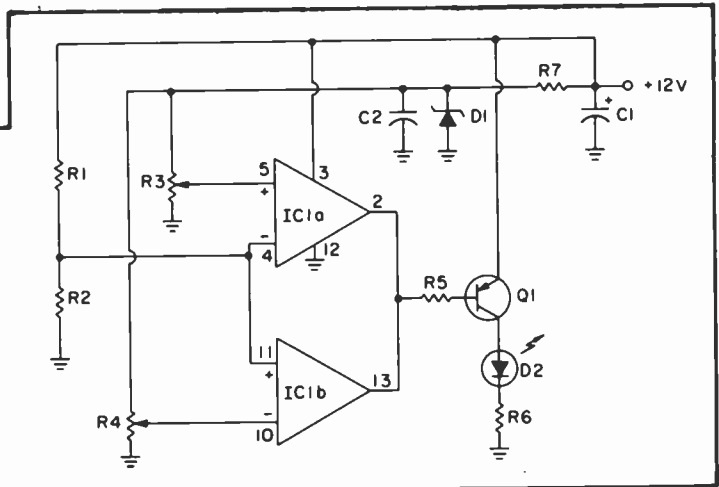 R7
+12V
C2
D1
+
C1
R1
R3
5
+
3
IC1a
2
-
4
12
R2
R5
Q1
11
+
IC1b
13
D2
R4
-
10
R6